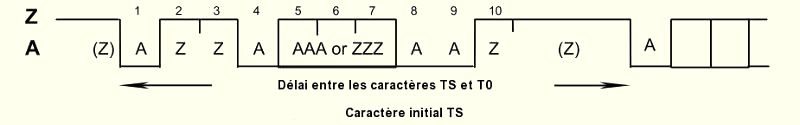 Z 1 2 3 4 5 6 7 8 9 10
A (Z) A Z Z A AAA or ZZZ A A Z (Z) A
Délai entre les caractères TS et T0
Caractère initial TS